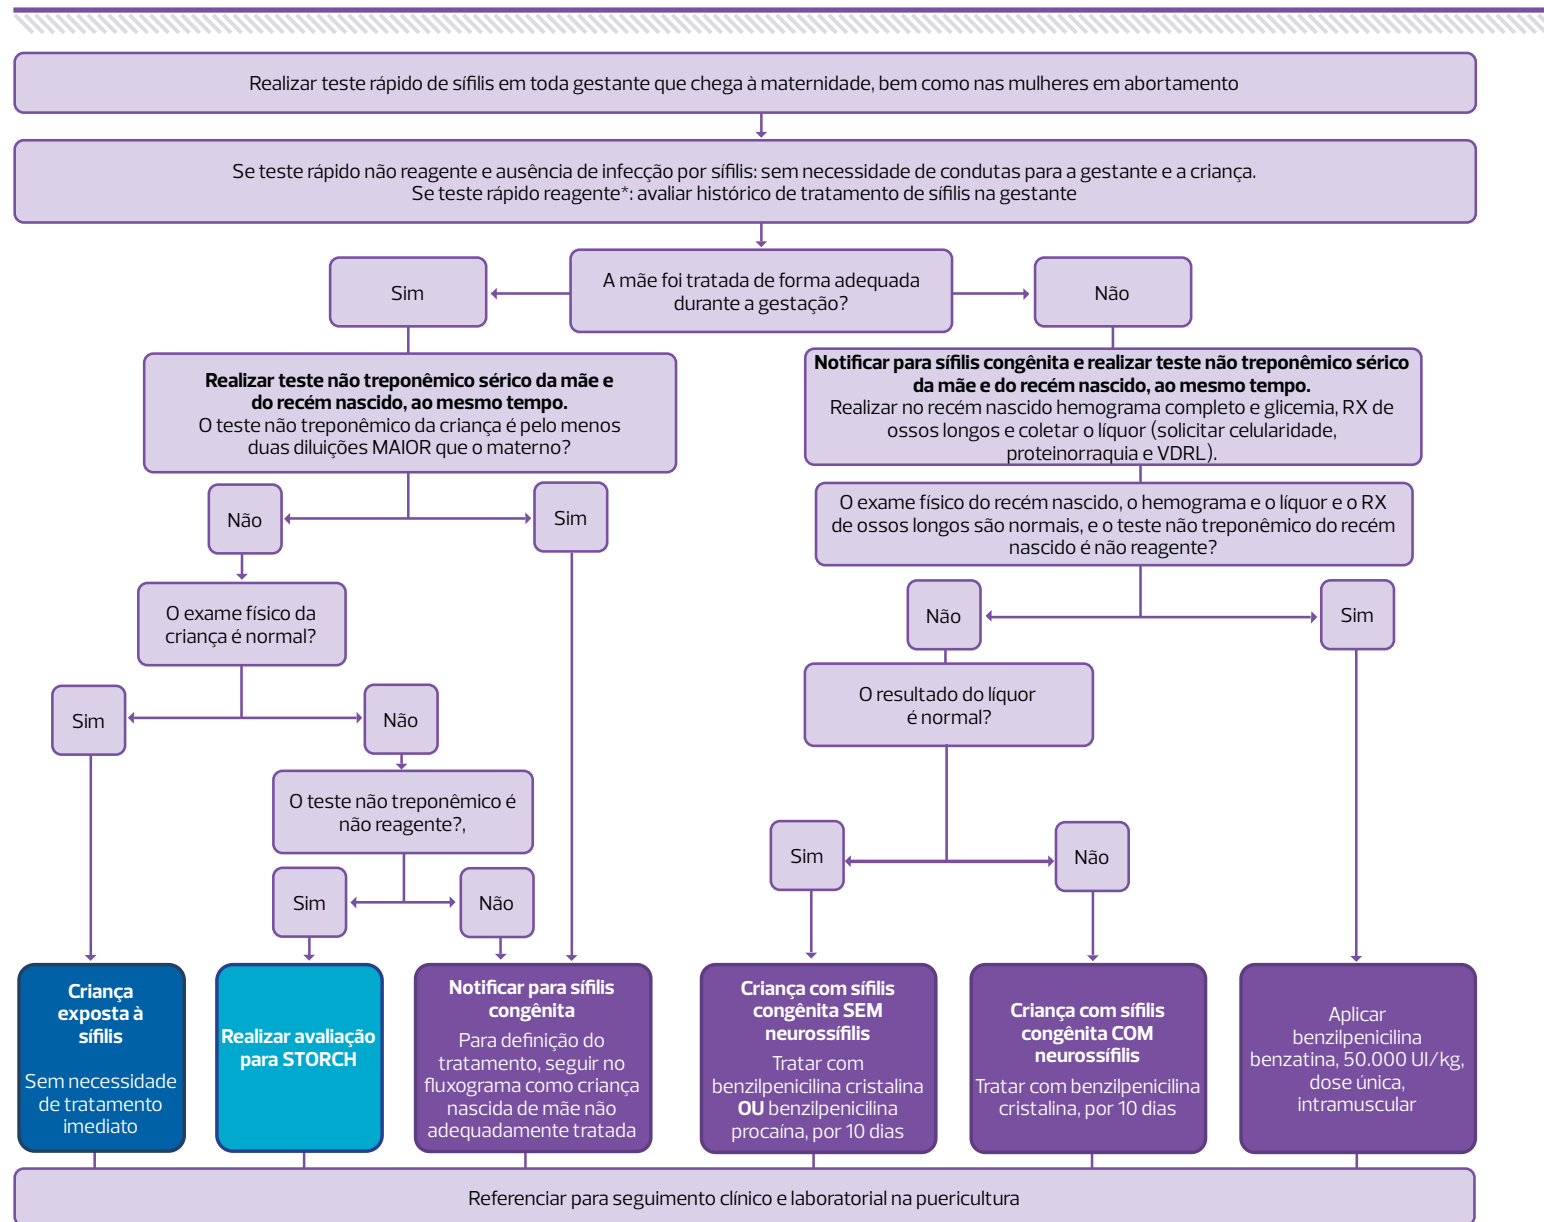 Realizar teste rápido de sífilis em toda gestante que chega à maternidade, bem como nas mulheres em abortamento
Se teste rápido não reagente e ausência de infecção por sífilis: sem necessidade de condutas para a gestante e a criança.
Se teste rápido reagente*: avaliar histórico de tratamento de sífilis na gestante
A mãe foi tratada de forma adequada
durante a gestação?
Sim
Não
Realizar teste não treponêmico sérico da mãe e
do recém nascido, ao mesmo tempo.
O teste não treponêmico da criança é pelo menos
duas diluições MAIOR que o materno?
Não
Sim
O exame físico da
criança é normal?
Sim
Não
O teste não treponêmico é
não reagente?,
Sim
Não
Notificar para sífilis congênita e realizar teste não treponêmico sérico
da mãe e do recém nascido, ao mesmo tempo.
Realizar no recém nascido hemograma completo e glicemia, RX de
ossos longos e coletar o líquor (solicitar celularidade,
proteinorraquia e VDRL).
O exame físico do recém nascido, o hemograma e o líquor e o RX
de ossos longos são normais, e o teste não treponêmico do recém
nascido é não reagente?
Não
Sim
O resultado do líquor
é normal?
Sim
Não
Criança
exposta à
sífilis
Sem necessidade
de tratamento
imediato
Realizar avaliação
para STORCH
Notificar para sífilis
congênita
Para definição do
tratamento, seguir no
fluxograma como criança
nascida de mãe não
adequadamente tratada
Criança com sífilis
congênita SEM
neurossífilis
Tratar com
benzilpenicilina cristalina
OU benzilpenicilina
procaína, por 10 dias
Criança com sífilis
congênita COM
neurossífilis
Tratar com benzilpenicilina
cristalina, por 10 dias
Aplicar
benzilpenicilina
benzatina, 50.000 UI/kg,
dose única,
intramuscular
Referenciar para seguimento clínico e laboratorial na puericultura